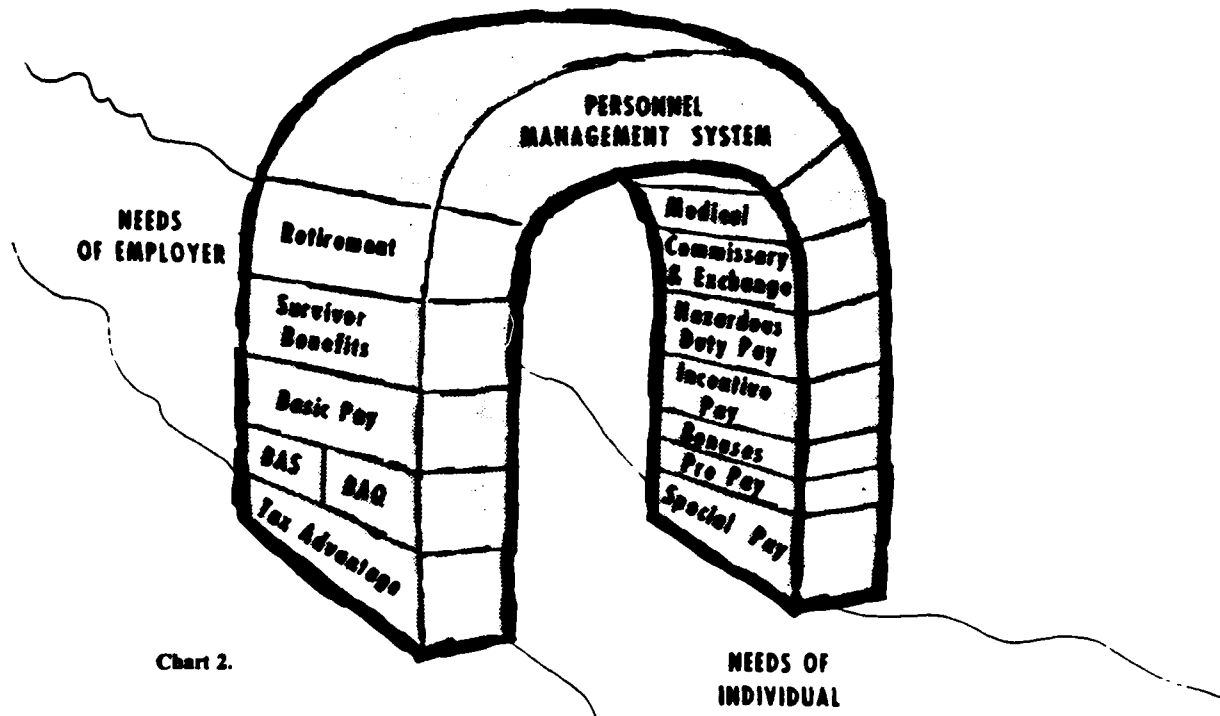 PERSONNEL
MANAGEMENT SYSTEM
NEEDS
OF EMPLOYER
Retirement
Survivor
Benefits
Basic Pay
BAS
BAQ
Tax Advantage
Medical
Commissary
& Exchange
Hazardous
Duty Pay
Incentive
Pay
Bonuses
Pro Pay
Special Pay
Chart 2.
NEEDS OF
INDIVIDUAL